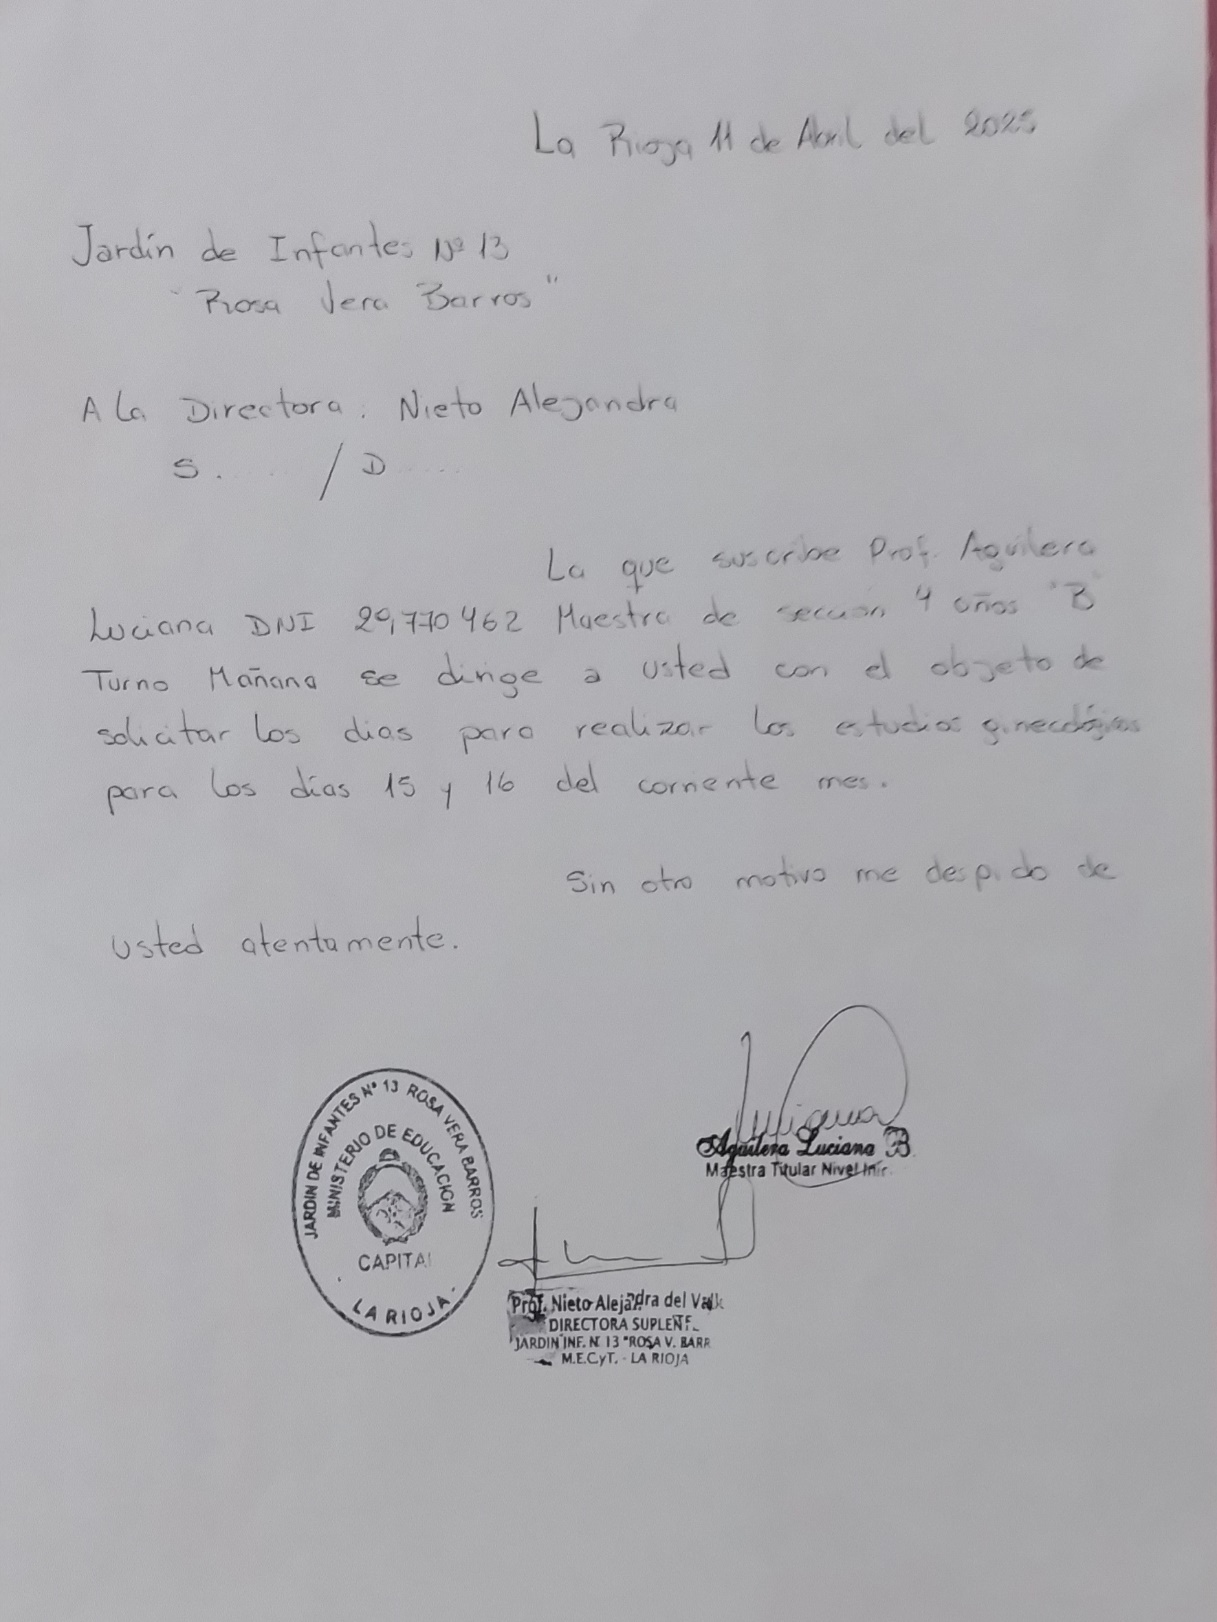 La Rioja 11 de Abril del 2025
Jardín de Infantes Nº 13
"Rosa Vera Barros"
A La Directora: Nieto Alejandra
S..... / D.....
La que suscribe Prof. Aguilera
Luciana DNI 29,770462 Maestra de sección 4 años "B"
Turno Mañana se dirige a usted con el objeto de
solicitar los dias para realizar los estudios ginecológicos
para los días 15 y 16 del corriente mes.
Sin otro motivo me despido de
usted atentamente.
Luciana
Aguilera Luciana B.
Maestra Titular Nivel Inic.
JARDIN DE INFANTES Nº 13 ROSA VERA BARROS
MINISTERIO DE EDUCACION
CAPITAL
LA RIOJA
Prof. Nieto Alejandra del Valle
DIRECTORA SUPLENTE
JARDIN INF. N 13 "ROSA V. BARR
M.E.CyT. - LA RIOJA